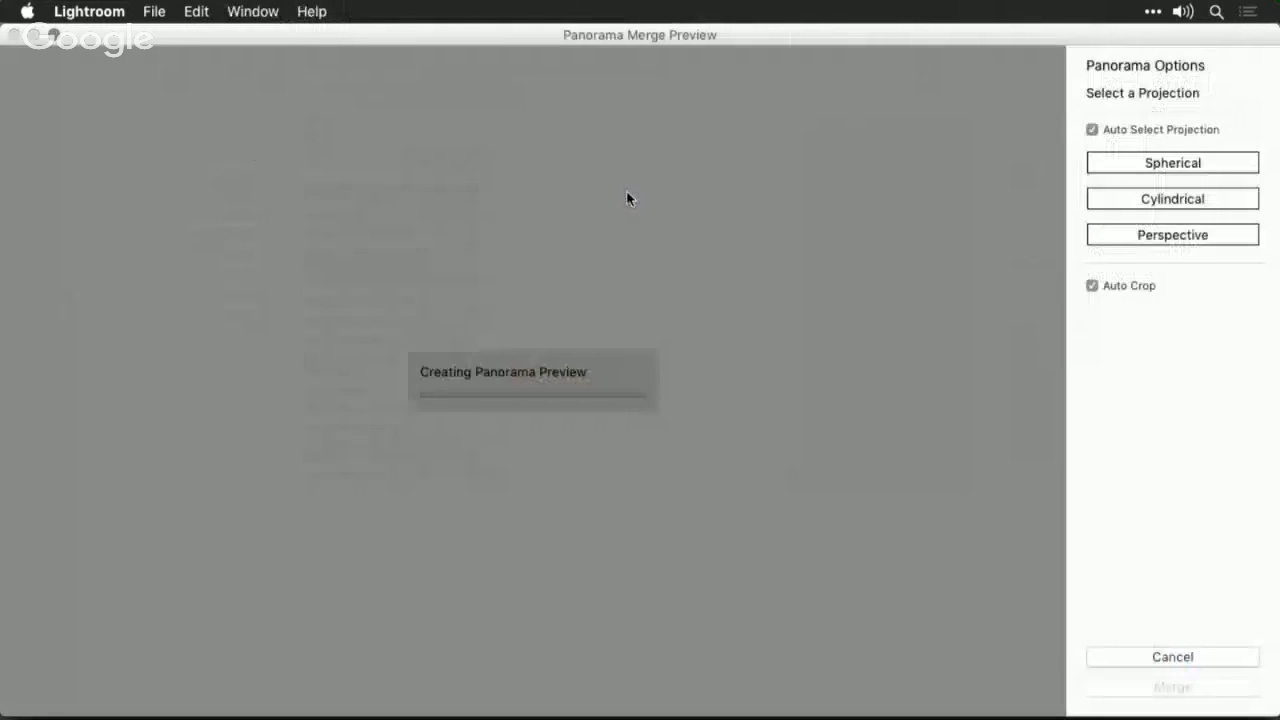 Lightroom File Edit Window Help
Google
Panorama Merge Preview
Panorama Options
Select a Projection
Auto Select Projection
Spherical
Cylindrical
Perspective
Auto Crop
Creating Panorama Preview
Cancel
Merge